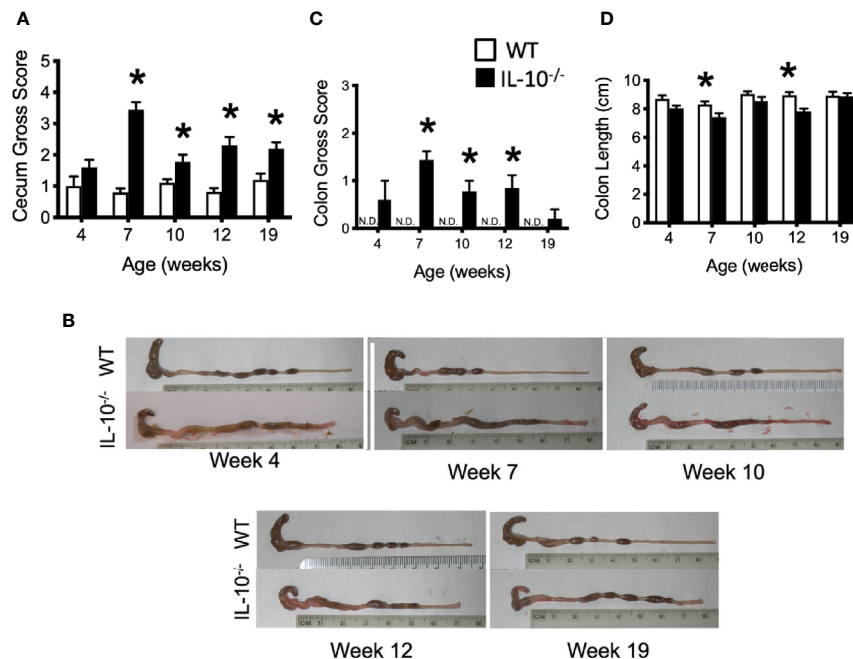 A
Cecum Gross Score
5
4
3
2
1
0
*
*
*
*
4 7 10 12 19
Age (weeks)
C
WT
IL-10-/-
Colon Gross Score
3
2
1
0
*
*
*
N.D. N.D. N.D. N.D. N.D.
4 7 10 12 19
Age (weeks)
D
Colon Length (cm)
10
8
6
4
2
0
*
*
4 7 10 12 19
Age (weeks)
B
WT
IL-10-/-
Week 4
Week 7
Week 10
WT
IL-10-/-
Week 12
Week 19